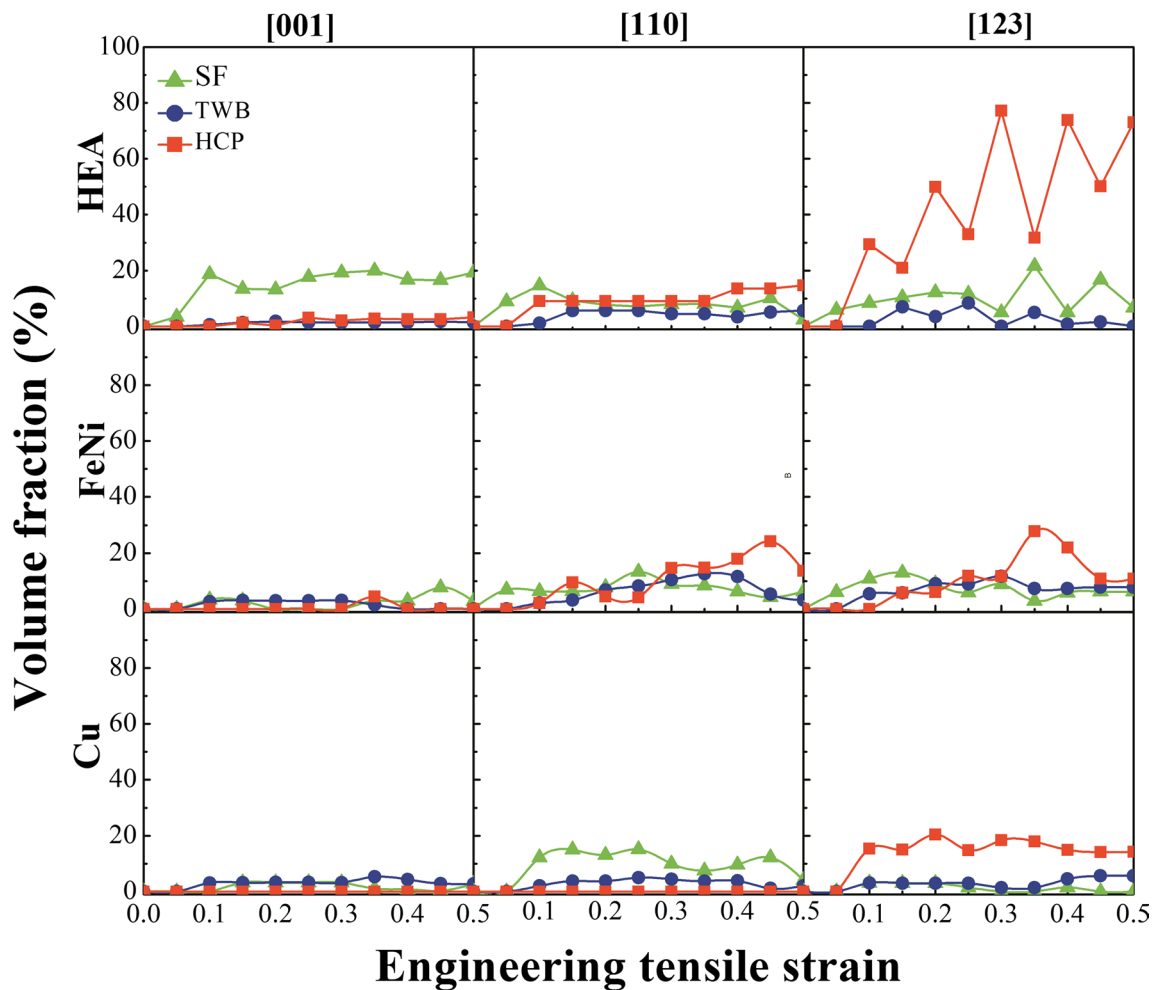 [001] [110] [123]
100
80
60
40
20
0
SF
TWB
HCP
HEA
80
60
40
20
0
FeNi
B
80
60
40
20
0
Cu
Volume fraction (%)
0.0 0.1 0.2 0.3 0.4 0.5 0.1 0.2 0.3 0.4 0.5 0.1 0.2 0.3 0.4 0.5
Engineering tensile strain